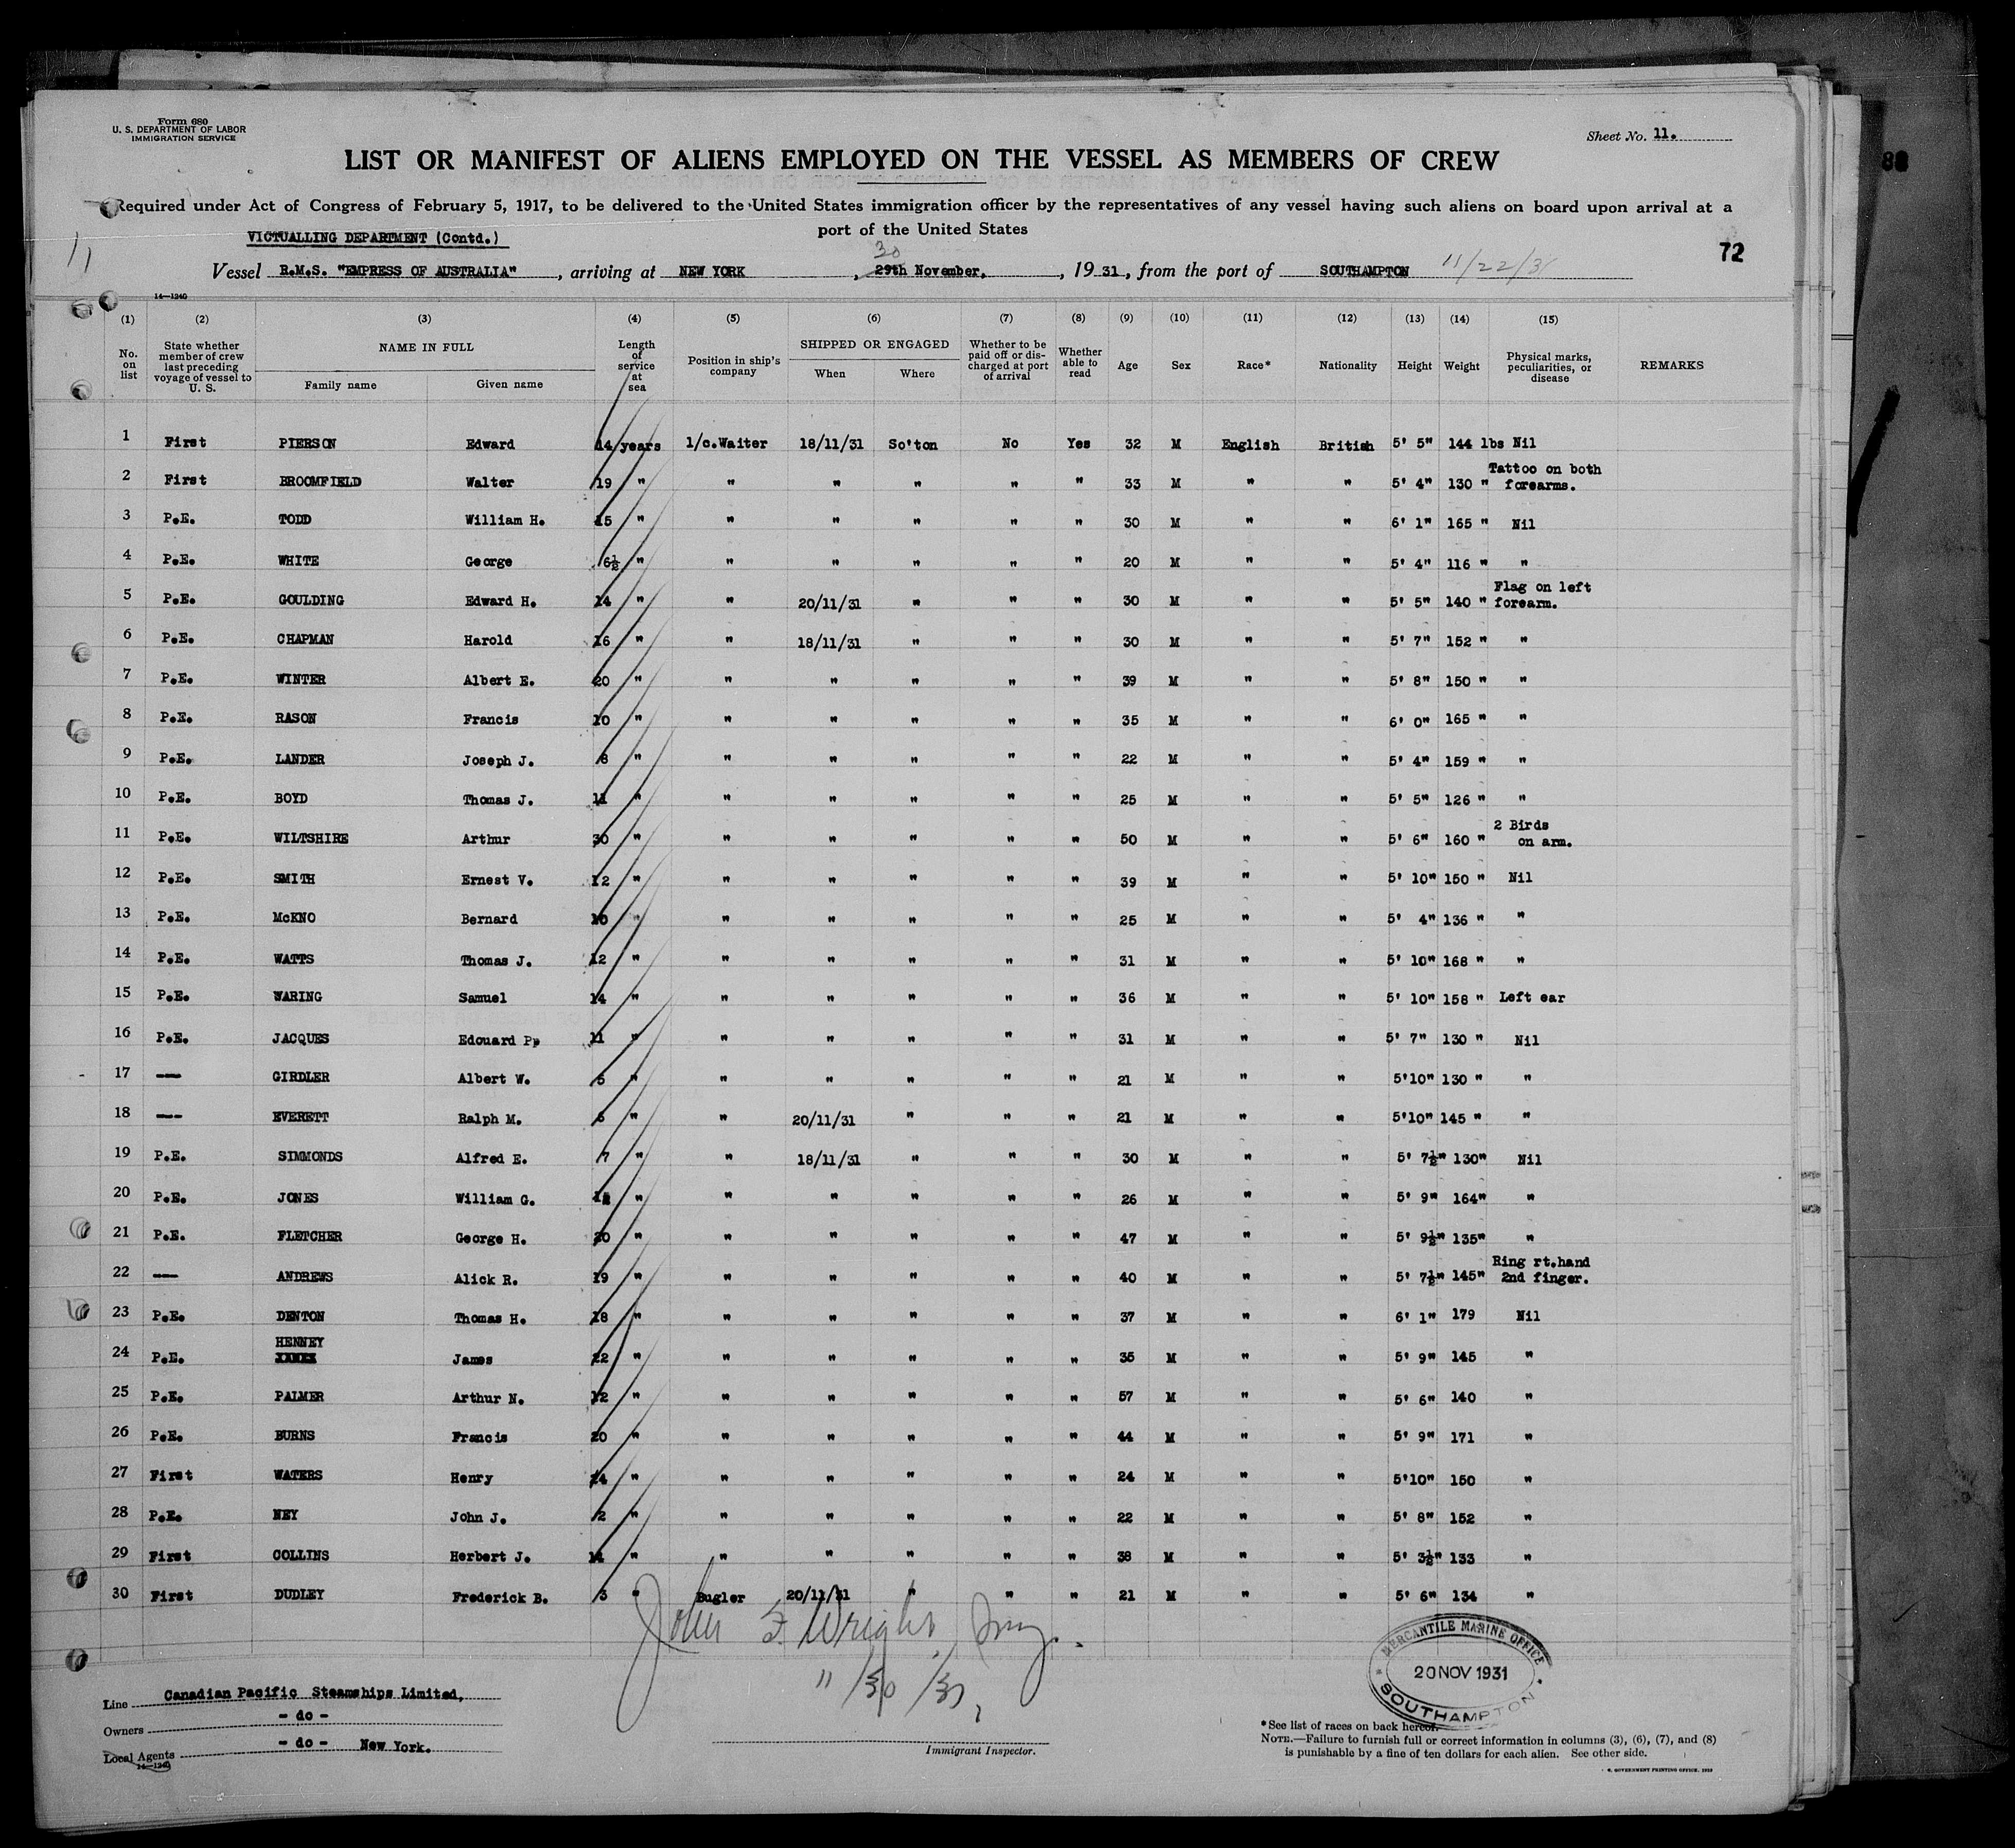 Form 680
U. S. DEPARTMENT OF LABOR
IMMIGRATION SERVICE
Sheet No. 11.
LIST OR MANIFEST OF ALIENS EMPLOYED ON THE VESSEL AS MEMBERS OF CREW
Required under Act of Congress of February 5, 1917, to be delivered to the United States immigration officer by the representatives of any vessel having such aliens on board upon arrival at a
port of the United States
VICTUALLING DEPARTMENT (Contd.)
11
72
88
30
Vessel R.M.S. "EMPRESS OF AUSTRALIA", arriving at NEW YORK, 29th November, 1931, from the port of SOUTHAMPTON 11/22/31
14—1240
(1) (2) (3) (4) (5) (6) (7) (8) (9) (10) (11) (12) (13) (14) (15)
No. on list State whether member of crew last preceding voyage of vessel to U. S. NAME IN FULL Family name Given name Length of service at sea Position in ship's company SHIPPED OR ENGAGED When Where Whether to be paid off or discharged at port of arrival Whether able to read Age Sex Race* Nationality Height Weight Physical marks, peculiarities, or disease REMARKS
1 First PIERSON Edward 14 years 1/c.Waiter 18/11/31 So'ton No Yes 32 M English British 5' 5" 144 lbs Nil
2 First BROOMFIELD Walter 19 " " " " " " 33 M " " 5' 4" 130 " Tattoo on both forearms.
3 P.E. TODD William H. 15 " " " " " " 30 M " " 6' 1" 165 " Nil
4 P.E. WHITE George 6½ " " " " " " 20 M " " 5' 4" 116 " "
5 P.E. GOULDING Edward H. 14 " " 20/11/31 " " " 30 M " " 5' 5" 140 " Flag on left forearm.
6 P.E. CHAPMAN Harold 16 " " 18/11/31 " " " 30 M " " 5' 7" 152 " "
7 P.E. WINTER Albert E. 20 " " " " " " 39 M " " 5' 8" 150 " "
8 P.E. RASON Francis 10 " " " " " " 35 M " " 6' 0" 165 " "
9 P.E. LANDER Joseph J. 8 " " " " " " 22 M " " 5' 4" 159 " "
10 P.E. BOYD Thomas J. 11 " " " " " " 25 M " " 5' 5" 126 " "
11 P.E. WILTSHIRE Arthur 30 " " " " " " 50 M " " 5' 6" 160 " 2 Birds on arm.
12 P.E. SMITH Ernest V. 12 " " " " " " 39 M " " 5' 10" 150 " Nil
13 P.E. McKNO Bernard 10 " " " " " " 25 M " " 5' 4" 136 " "
14 P.E. WATTS Thomas J. 12 " " " " " " 31 M " " 5' 10" 168 " "
15 P.E. WARING Samuel 14 " " " " " " 36 M " " 5' 10" 158 " Left ear
16 P.E. JACQUES Edouard P. 11 " " " " " " 31 M " " 5' 7" 130 " Nil
17 --- GIRDLER Albert W. 5 " " " " " " 21 M " " 5'10" 130 " "
18 --- EVERETT Ralph M. 6 " " 20/11/31 " " " 21 M " " 5'10" 145 " "
19 P.E. SIMMONDS Alfred E. 7 " " 18/11/31 " " " 30 M " " 5' 7½" 130" Nil
20 P.E. JONES William G. " " " " " " 26 M " " 5' 9" 164" "
21 P.E. FLETCHER George H. 20 " " " " " " 47 M " " 5' 9½" 135" "
22 --- ANDREWS Alick R. 19 " " " " " " 40 M " " 5' 7½" 145" Ring rt.hand 2nd finger.
23 P.E. DENTON Thomas H. 18 " " " " " " 37 M " " 6' 1" 179 Nil
24 P.E. HENNEY James 22 " " " " " " 35 M " " 5' 9" 145 "
25 P.E. PALMER Arthur N. 12 " " " " " " 57 M " " 5' 6" 140 "
26 P.E. BURNS Francis 20 " " " " " " 44 M " " 5' 9" 171 "
27 First WATERS Henry 24 " " " " " " 24 M " " 5'10" 150 "
28 P.E. NEY John J. 2 " " " " " " 22 M " " 5' 8" 152 "
29 First COLLINS Herbert J. 14 " " " " " " 38 M " " 5' 3½" 133 "
30 First DUDLEY Frederick B. 3 " Bugler 20/11/31 " " " 21 M " " 5' 6" 134 "
John F. Wright
11/30/31
MERCANTILE MARINE OFFICE
20 NOV 1931
SOUTHAMPTON
Line Canadian Pacific Steamships Limited,
Owners - do -
Local Agents - do - New York.
14—1240
Immigrant Inspector.
*See list of races on back hereof.
NOTE.—Failure to furnish full or correct information in columns (3), (6), (7), and (8)
is punishable by a fine of ten dollars for each alien. See other side.